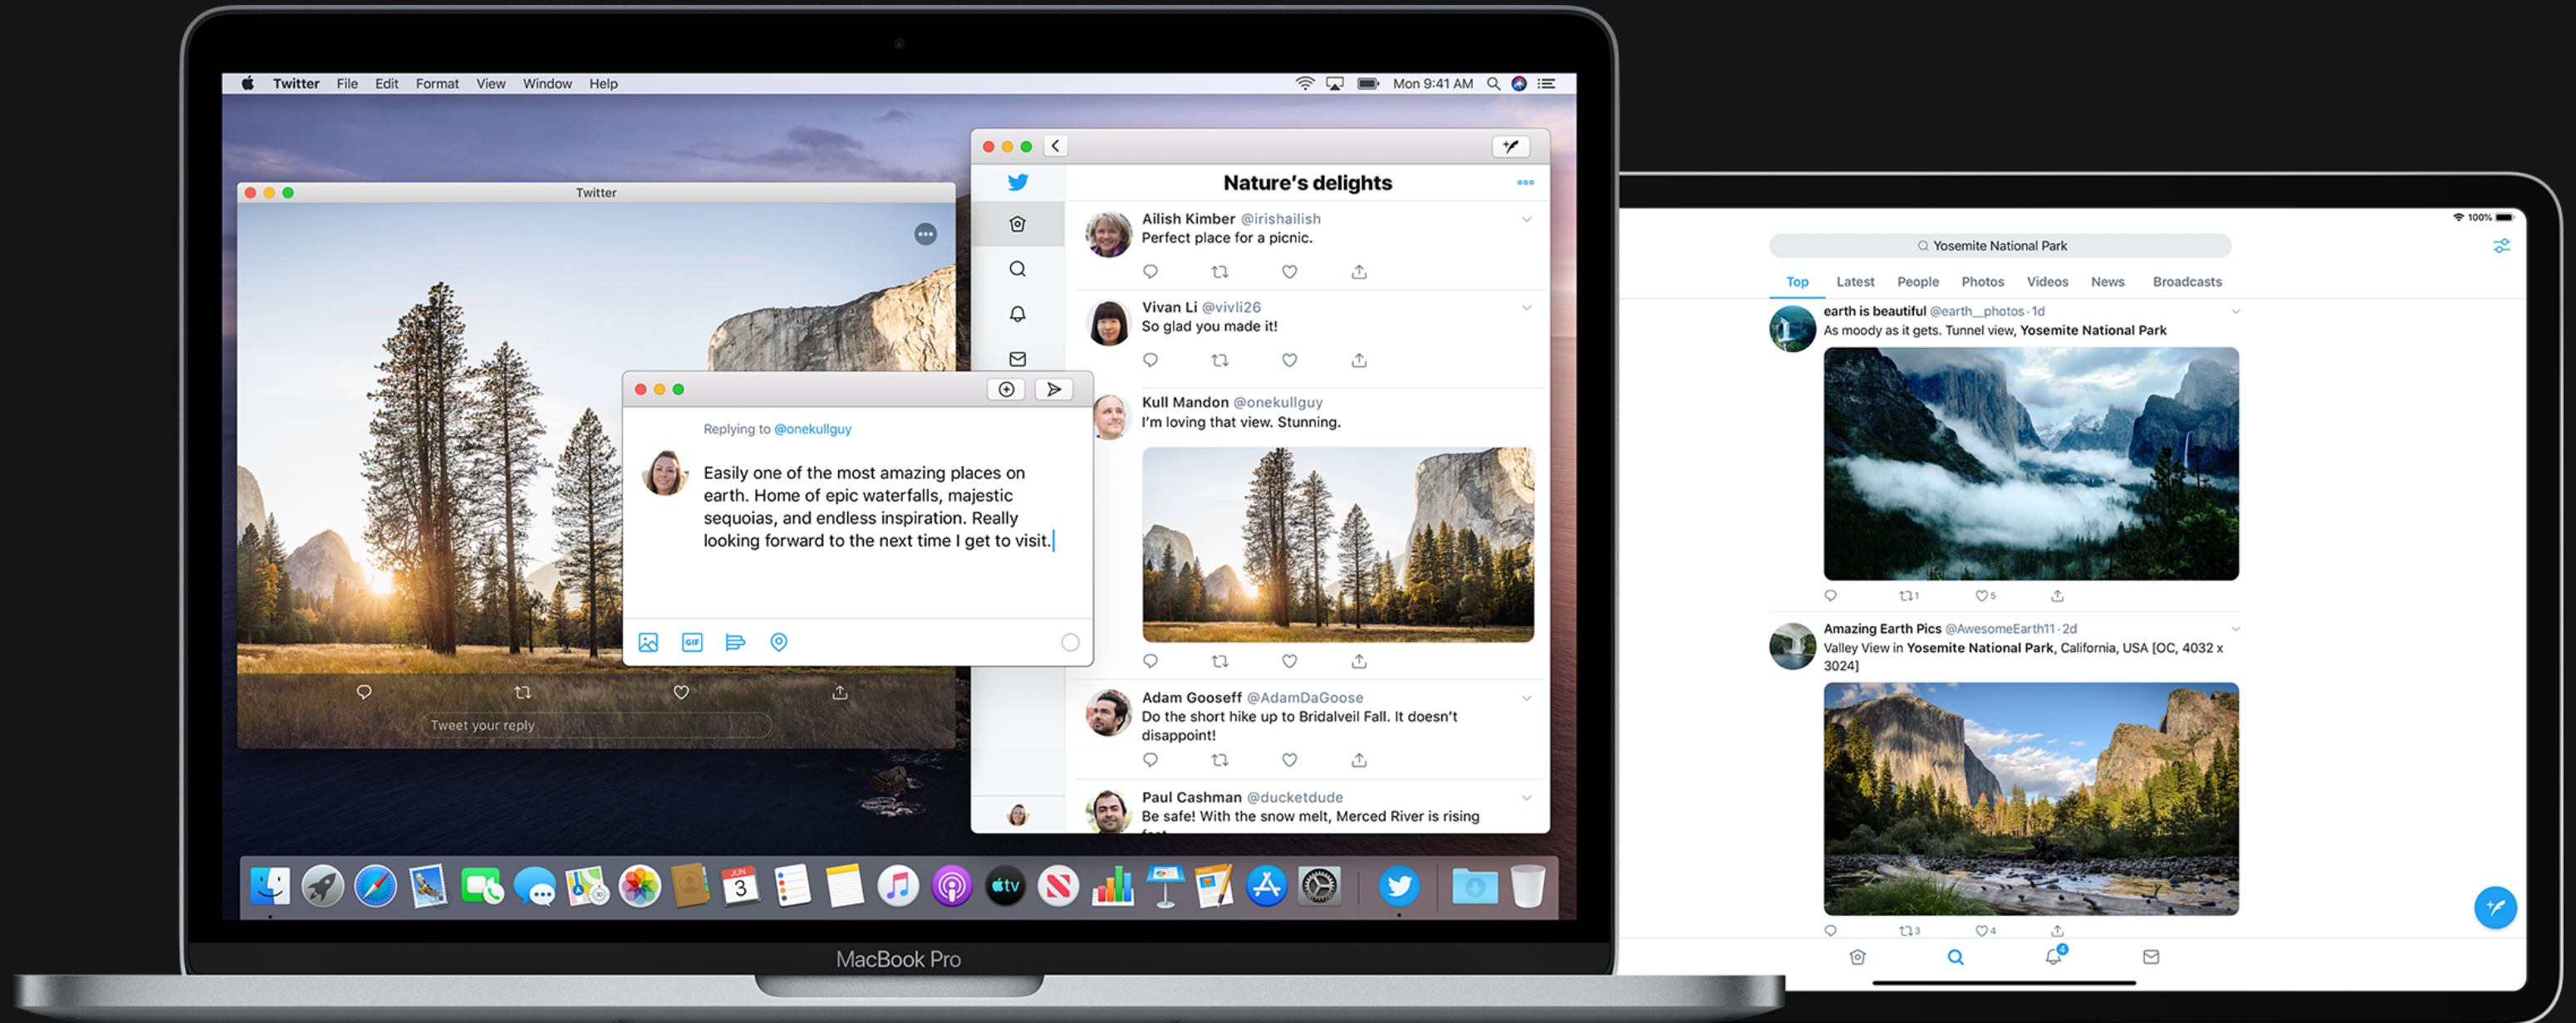 Twitter File Edit Format View Window Help
Mon 9:41 AM
Twitter
Tweet your reply
Replying to @onekullguy
Easily one of the most amazing places on
earth. Home of epic waterfalls, majestic
sequoias, and endless inspiration. Really
looking forward to the next time I get to visit.
GIF
Nature’s delights
Ailish Kimber @irishailish
Perfect place for a picnic.
Vivan Li @vivli26
So glad you made it!
Kull Mandon @onekullguy
I’m loving that view. Stunning.
Adam Gooseff @AdamDaGoose
Do the short hike up to Bridalveil Fall. It doesn’t
disappoint!
Paul Cashman @ducketdude
Be safe! With the snow melt, Merced River is rising
JUN
3
tv
MacBook Pro
100%
Yosemite National Park
Top Latest People Photos Videos News Broadcasts
earth is beautiful @earth__photos · 1d
As moody as it gets. Tunnel view, Yosemite National Park
1 5
Amazing Earth Pics @AwesomeEarth11 · 2d
Valley View in Yosemite National Park, California, USA [OC, 4032 x
3024]
3 4
4